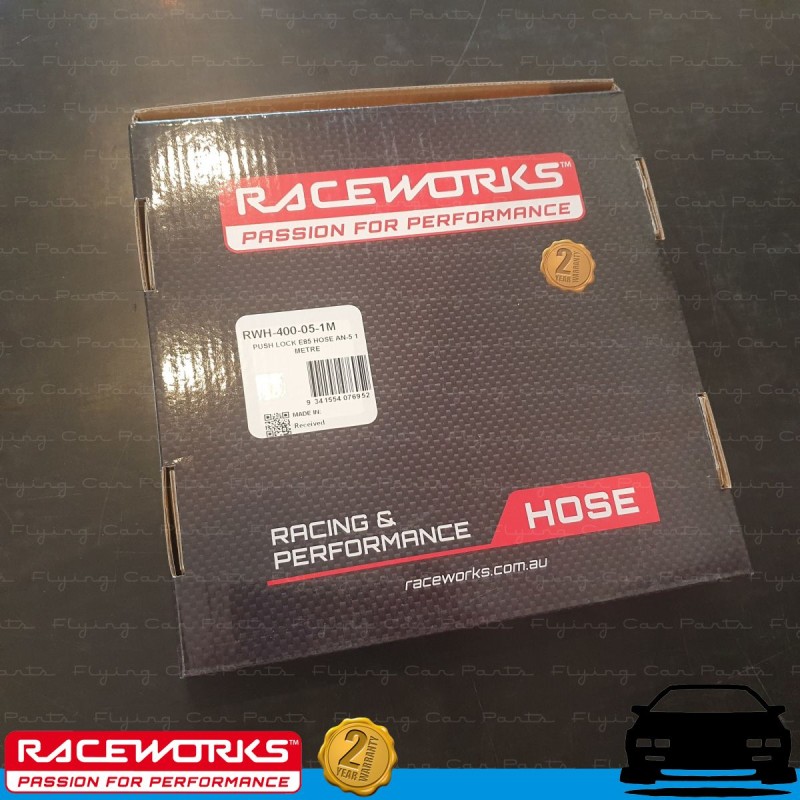 Flying Car Parts
RACEWORKS™
PASSION FOR PERFORMANCE
2
YEAR
WARRANTY
RWH-400-05-1M
PUSH LOCK E85 HOSE AN-5 1
METRE
9 341554 076952
MADE IN:
Received
RACING &
PERFORMANCE
HOSE
raceworks.com.au
RACEWORKS™
PASSION FOR PERFORMANCE
2
YEAR
WARRANTY